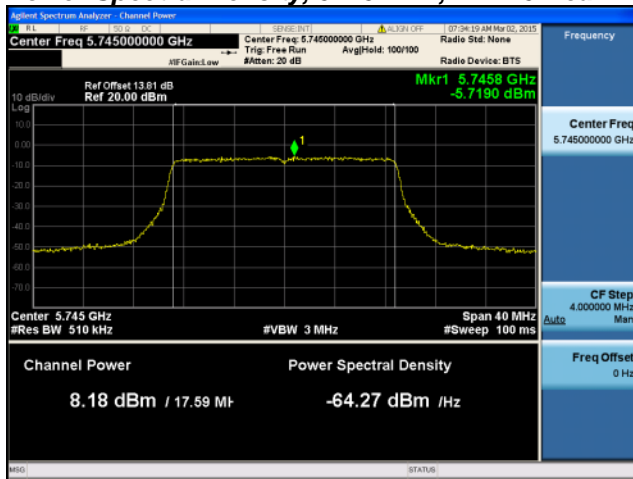 Agilent Spectrum Analyzer - Channel Power
RL RF 50 Ω DC SENSE:INT ALIGN OFF 07:34:19 AM Mar 02, 2015
Center Freq 5.745000000 GHz
Center Freq: 5.745000000 GHz
Radio Std: None
Trig: Free Run Avg|Hold: 100/100
#IFGain:Low #Atten: 20 dB Radio Device: BTS
Frequency
Mkr1 5.7458 GHz
-5.7190 dBm
Ref Offset 13.81 dB
10 dB/div Ref 20.00 dBm
Log
10.0
0.00
-10.0
-20.0
-30.0
-40.0
-50.0
-60.0
-70.0
1
Center Freq
5.745000000 GHz
Center 5.745 GHz Span 40 MHz
#Res BW 510 kHz #VBW 3 MHz #Sweep 100 ms
CF Step
4.000000 MHz
Auto Man
Freq Offset
0 Hz
Channel Power Power Spectral Density
8.18 dBm / 17.59 MH -64.27 dBm /Hz
MSG STATUS